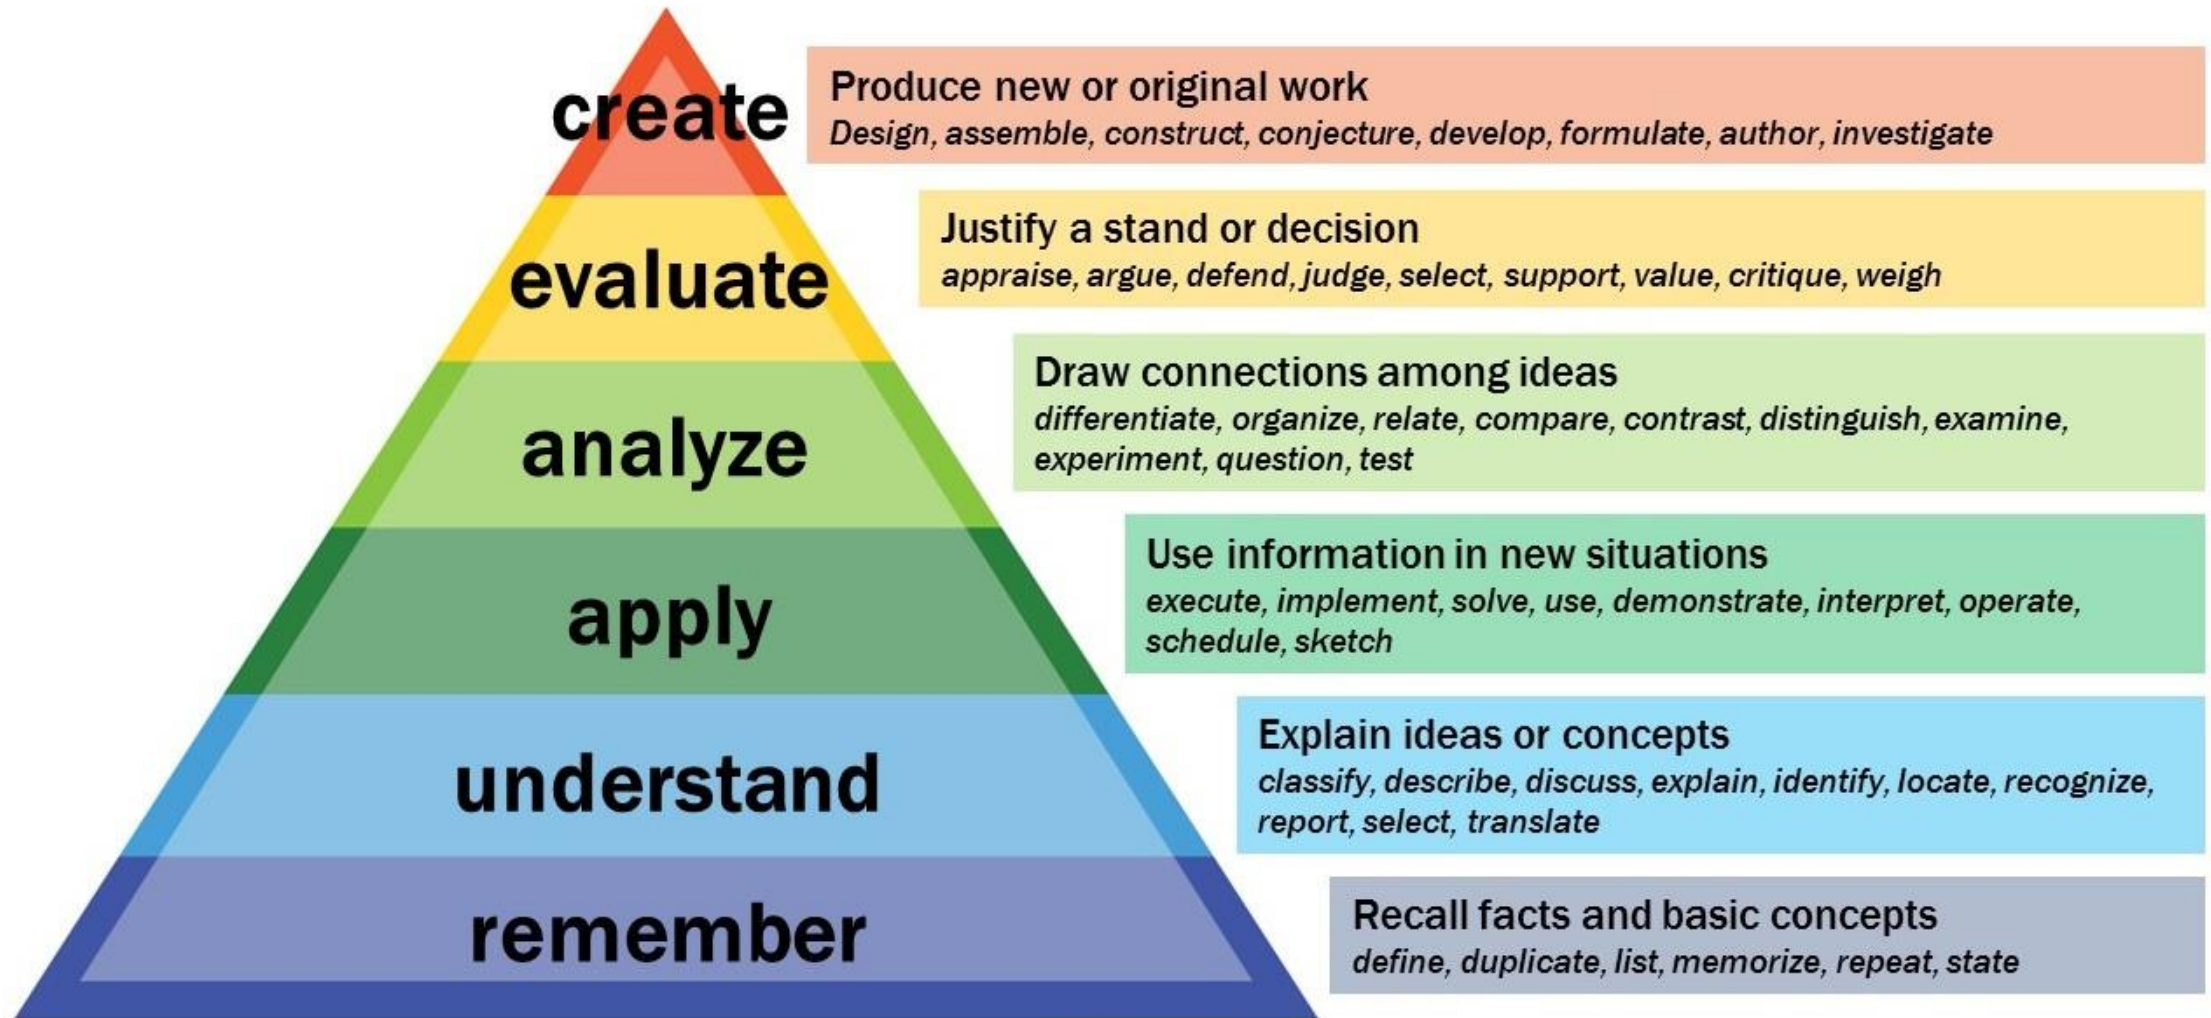 create
Produce new or original work
Design, assemble, construct, conjecture, develop, formulate, author, investigate
evaluate
Justify a stand or decision
appraise, argue, defend, judge, select, support, value, critique, weigh
analyze
Draw connections among ideas
differentiate, organize, relate, compare, contrast, distinguish, examine,
experiment, question, test
apply
Use information in new situations
execute, implement, solve, use, demonstrate, interpret, operate,
schedule, sketch
understand
Explain ideas or concepts
classify, describe, discuss, explain, identify, locate, recognize,
report, select, translate
remember
Recall facts and basic concepts
define, duplicate, list, memorize, repeat, state